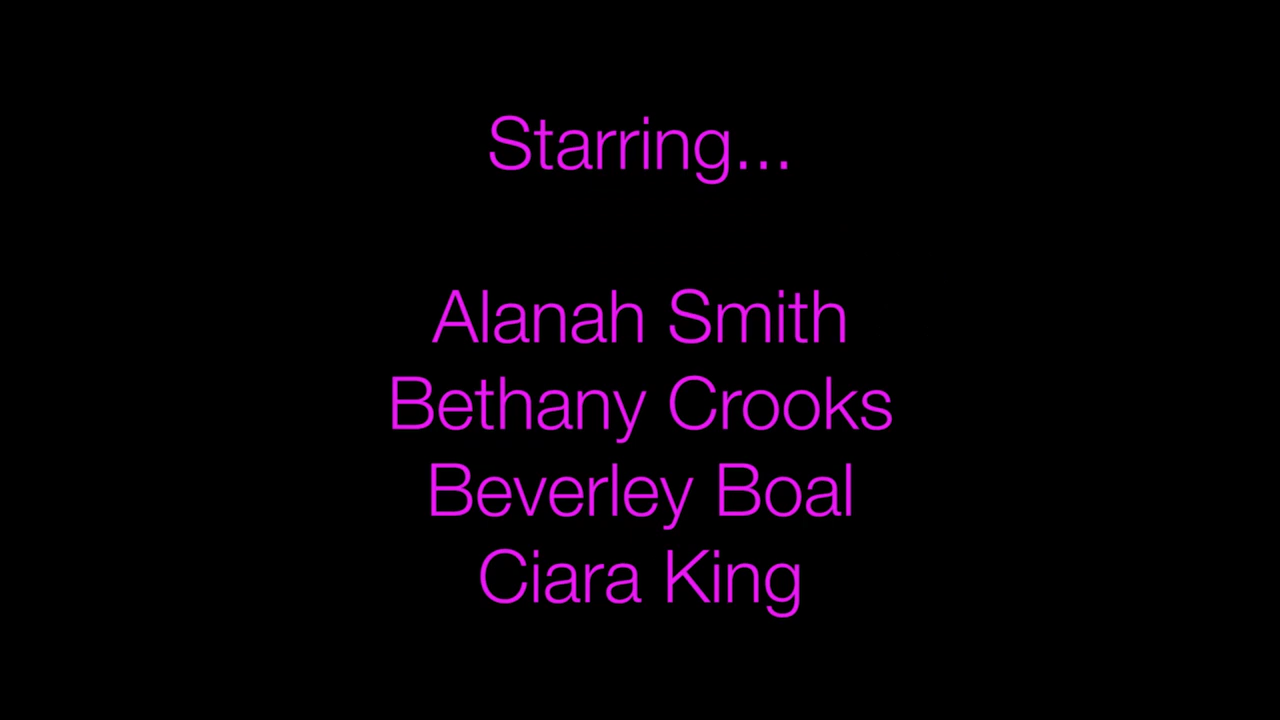 Starring...
Alanah Smith
Bethany Crooks
Beverley Boal
Ciara King